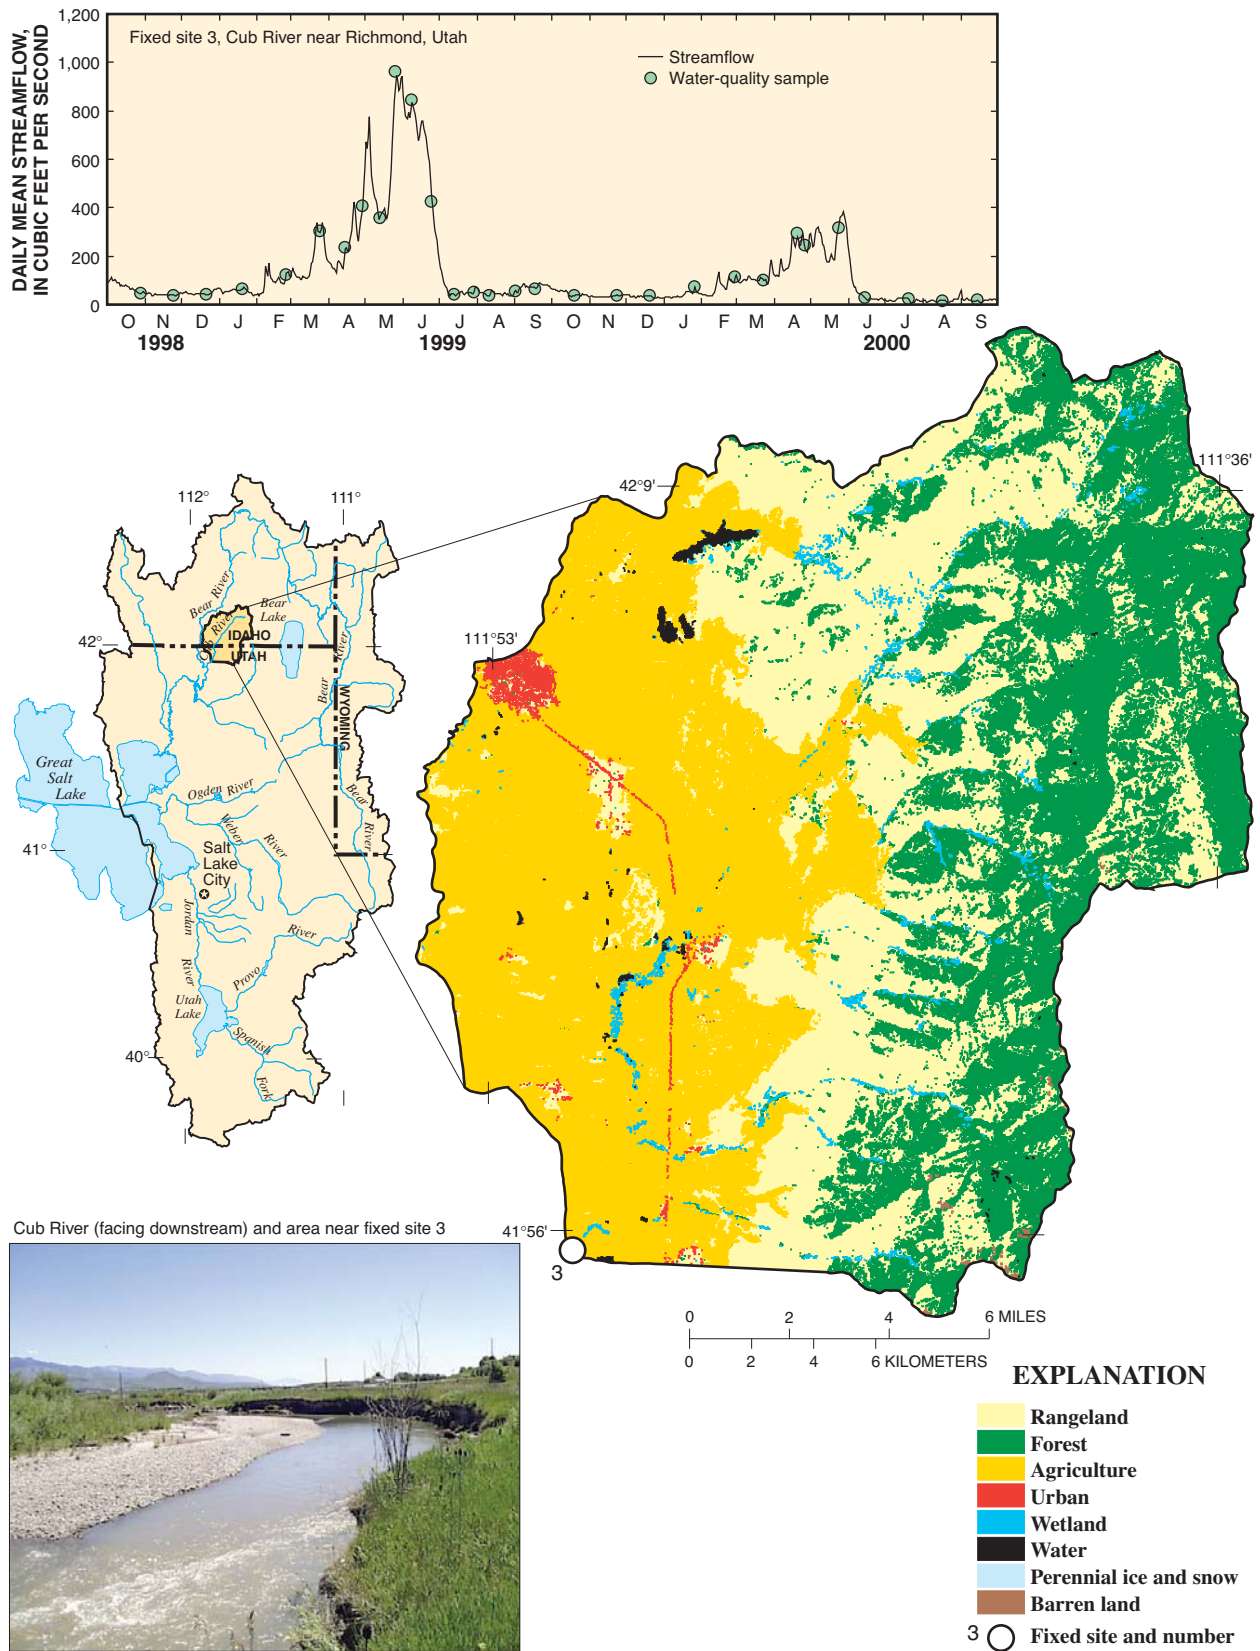 DAILY MEAN STREAMFLOW,
IN CUBIC FEET PER SECOND
1,200
1,000
800
600
400
200
0
Fixed site 3, Cub River near Richmond, Utah
Streamflow
Water-quality sample
O N D J F M A M J J A S O N D J F M A M J J A S
1998 1999 2000
112° 111°
42°
41°
40°
Bear River
Cub River
Bear
Lake
IDAHO
UTAH
WYOMING
Bear River
Great
Salt
Lake
Ogden River
Weber River
Bear River
Salt
Lake
City
Jordan River
Provo River
Utah
Lake
Spanish Fork
42°9'
111°36'
111°53'
41°56'
3
0 2 4 6 MILES
0 2 4 6 KILOMETERS
Cub River (facing downstream) and area near fixed site 3
EXPLANATION
Rangeland
Forest
Agriculture
Urban
Wetland
Water
Perennial ice and snow
Barren land
3 Fixed site and number